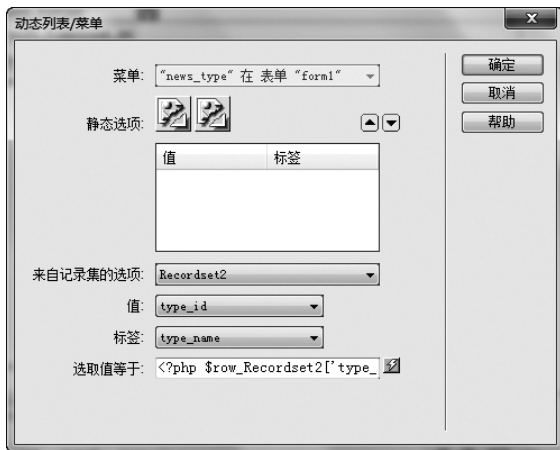 动态列表/菜单
菜单: "news_type" 在 表单 "form1"
静态选项:
值 标签
来自记录集的选项: Recordset2
值: type_id
标签: type_name
选取值等于: <?php $row_Recordset2['type_
确定
取消
帮助